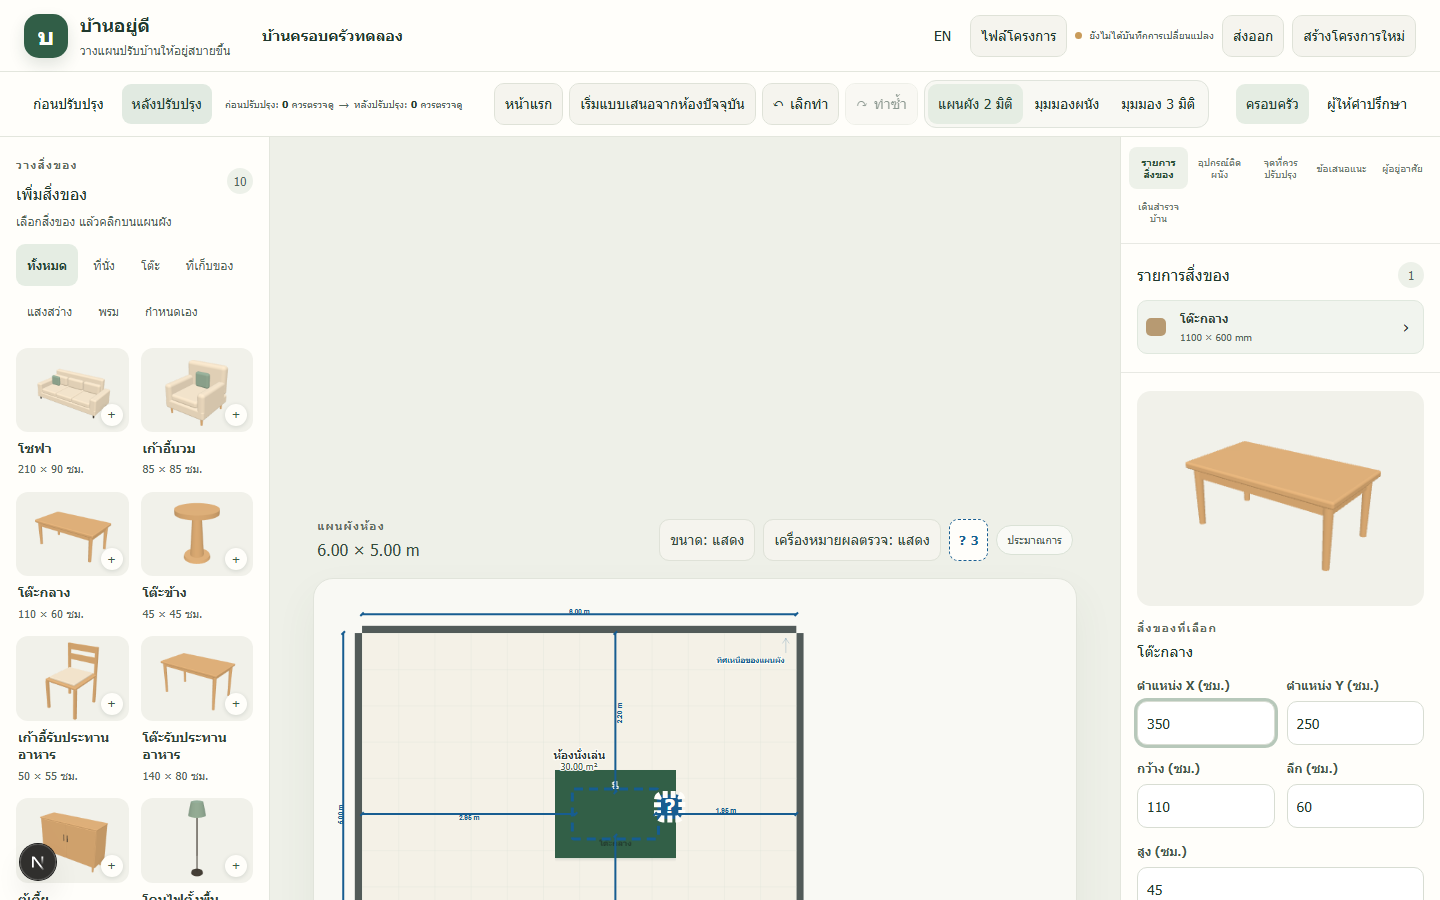 บ
บ้านอยู่ดี
วางแผนปรับบ้านให้อยู่สบายขึ้น
บ้านครอบครัวทดลอง
EN
ไฟล์โครงการ
ยังไม่ได้บันทึกการเปลี่ยนแปลง
ส่งออก
สร้างโครงการใหม่
ก่อนปรับปรุง
หลังปรับปรุง
ก่อนปรับปรุง: 0 ควรตรวจดู → หลังปรับปรุง: 0 ควรตรวจดู
หน้าแรก
เริ่มแบบเสนอจากห้องปัจจุบัน
↶ เลิกทำ
↷ ทำซ้ำ
แผนผัง 2 มิติ
มุมมองผนัง
มุมมอง 3 มิติ
ครอบครัว
ผู้ให้คำปรึกษา
วางสิ่งของ
เพิ่มสิ่งของ
10
เลือกสิ่งของ แล้วคลิกบนแผนผัง
ทั้งหมด
ที่นั่ง
โต๊ะ
ที่เก็บของ
แสงสว่าง
พรม
กำหนดเอง
+
+
โซฟา
210 × 90 ซม.
เก้าอี้นวม
85 × 85 ซม.
+
+
โต๊ะกลาง
110 × 60 ซม.
โต๊ะข้าง
45 × 45 ซม.
+
+
เก้าอี้รับประทาน
อาหาร
50 × 55 ซม.
โต๊ะรับประทาน
อาหาร
140 × 80 ซม.
N
+
+
ตู้เตี้ย
โคมไฟตั้งพื้น
แผนผังห้อง
6.00 × 5.00 m
ขนาด: แสดง
เครื่องหมายผลตรวจ: แสดง
? 3
ประมาณการ
6.00 m
ทิศเหนือของแผนผัง
2.20 m
ห้องนั่งเล่น
30.00 m²
?
2.95 m
1.95 m
โต๊ะกลาง
รายการ
สิ่งของ
อุปกรณ์ติด
ผนัง
จุดที่ควร
ปรับปรุง
ข้อเสนอแนะ
ผู้อยู่อาศัย
เดินสำรวจ
บ้าน
รายการสิ่งของ
1
โต๊ะกลาง
1100 × 600 mm
›
สิ่งของที่เลือก
โต๊ะกลาง
ตำแหน่ง X (ซม.)
350
ตำแหน่ง Y (ซม.)
250
กว้าง (ซม.)
110
ลึก (ซม.)
60
สูง (ซม.)
45